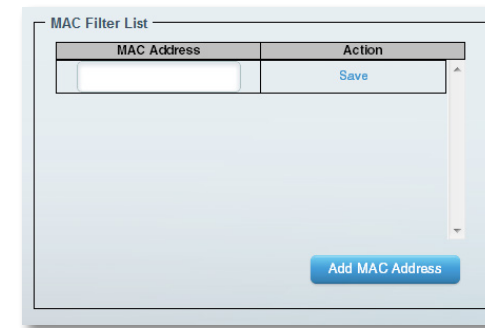 MAC Filter List
MAC Address Action
Save
Add MAC Address